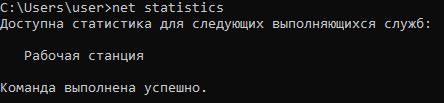 C:\Users\user>net statistics
Доступна статистика для следующих выполняющихся служб:
Рабочая станция
Команда выполнена успешно.